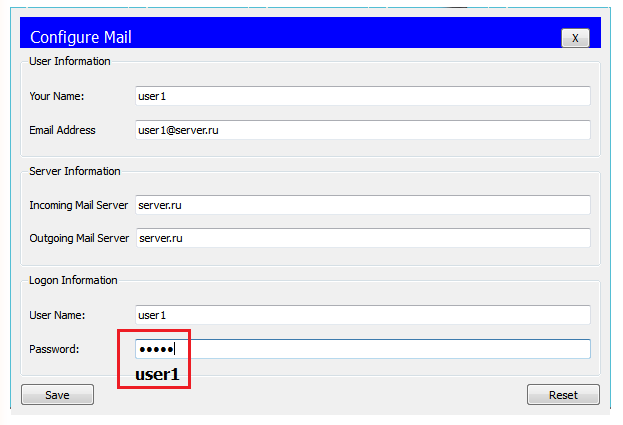 Configure Mail
X
User Information
Your Name: user1
Email Address user1@server.ru
Server Information
Incoming Mail Server server.ru
Outgoing Mail Server server.ru
Logon Information
User Name: user1
Password: •••••
user1
Save Reset